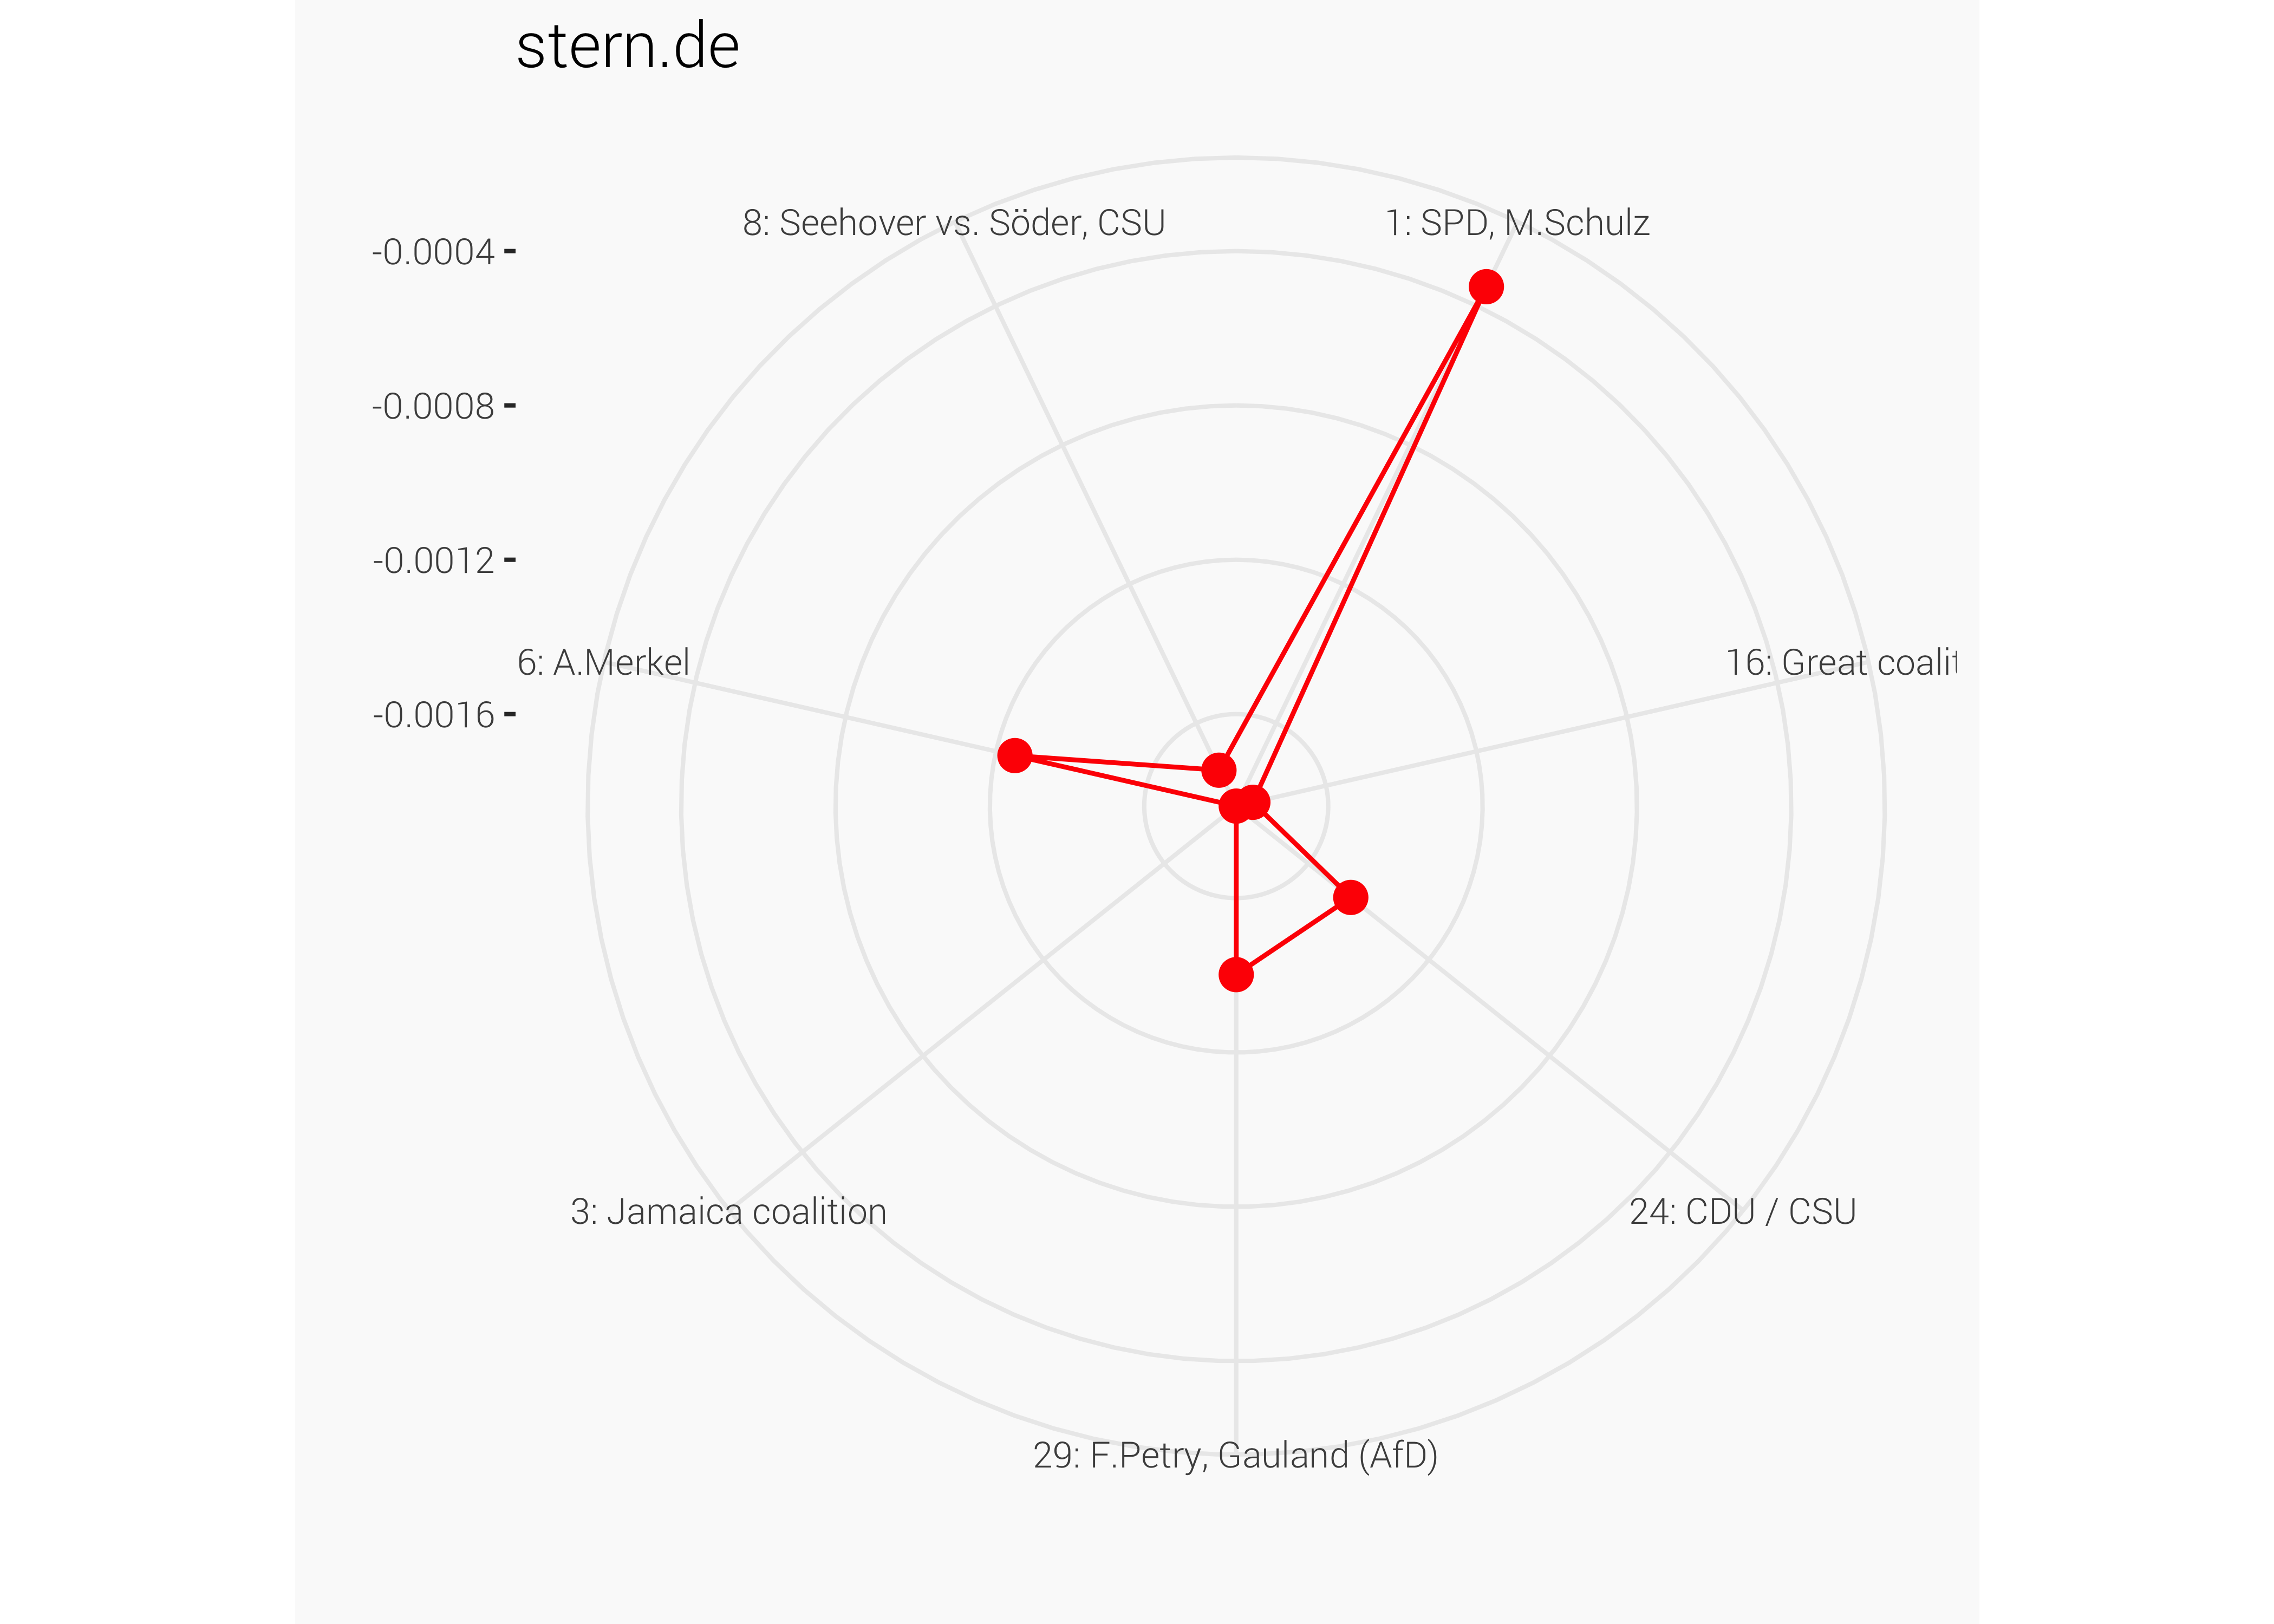 stern.de
8: Seehover vs. Söder, CSU
1: SPD, M.Schulz
-0.0004
-0.0008
-0.0012
6: A.Merkel
16: Great coalit
-0.0016
3: Jamaica coalition
24: CDU / CSU
29: F.Petry, Gauland (AfD)